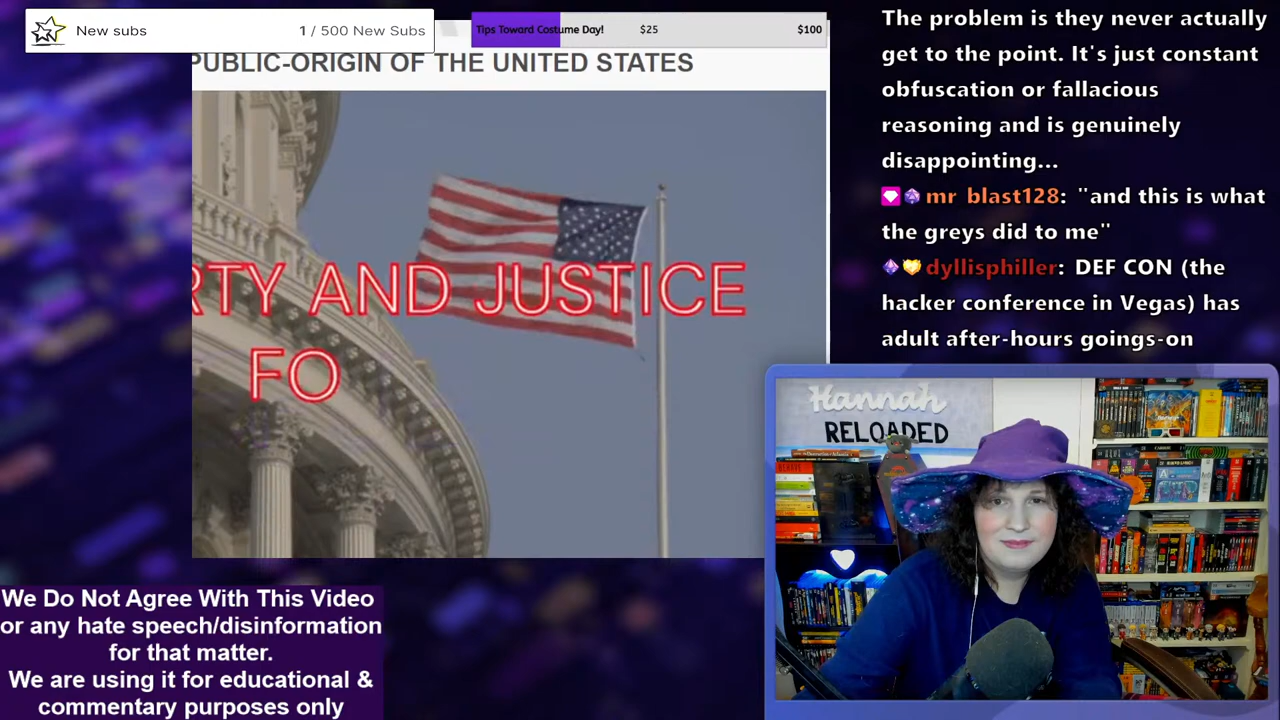 New subs
1 / 500 New Subs
Tips Toward Costume Day!
$25
$100
PUBLIC-ORIGIN OF THE UNITED STATES
RTY AND JUSTICE
FO
The problem is they never actually
get to the point. It's just constant
obfuscation or fallacious
reasoning and is genuinely
disappointing...
mr_blast128: "and this is what
the greys did to me"
dyllisphiller: DEF CON (the
hacker conference in Vegas) has
adult after-hours goings-on
Hannah
RELOADED
We Do Not Agree With This Video
or any hate speech/disinformation
for that matter.
We are using it for educational &
commentary purposes only